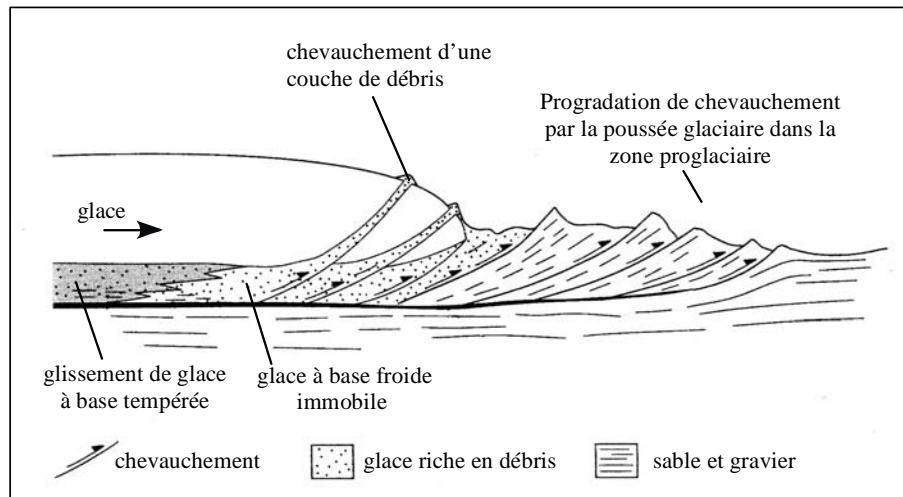 chevauchement d'une
couche de débris
Progradation de chevauchement
par la poussée glaciaire dans la
zone proglaciaire
glace
glissement de glace
à base tempérée
glace à base froide
immobile
chevauchement
glace riche en débris
sable et gravier